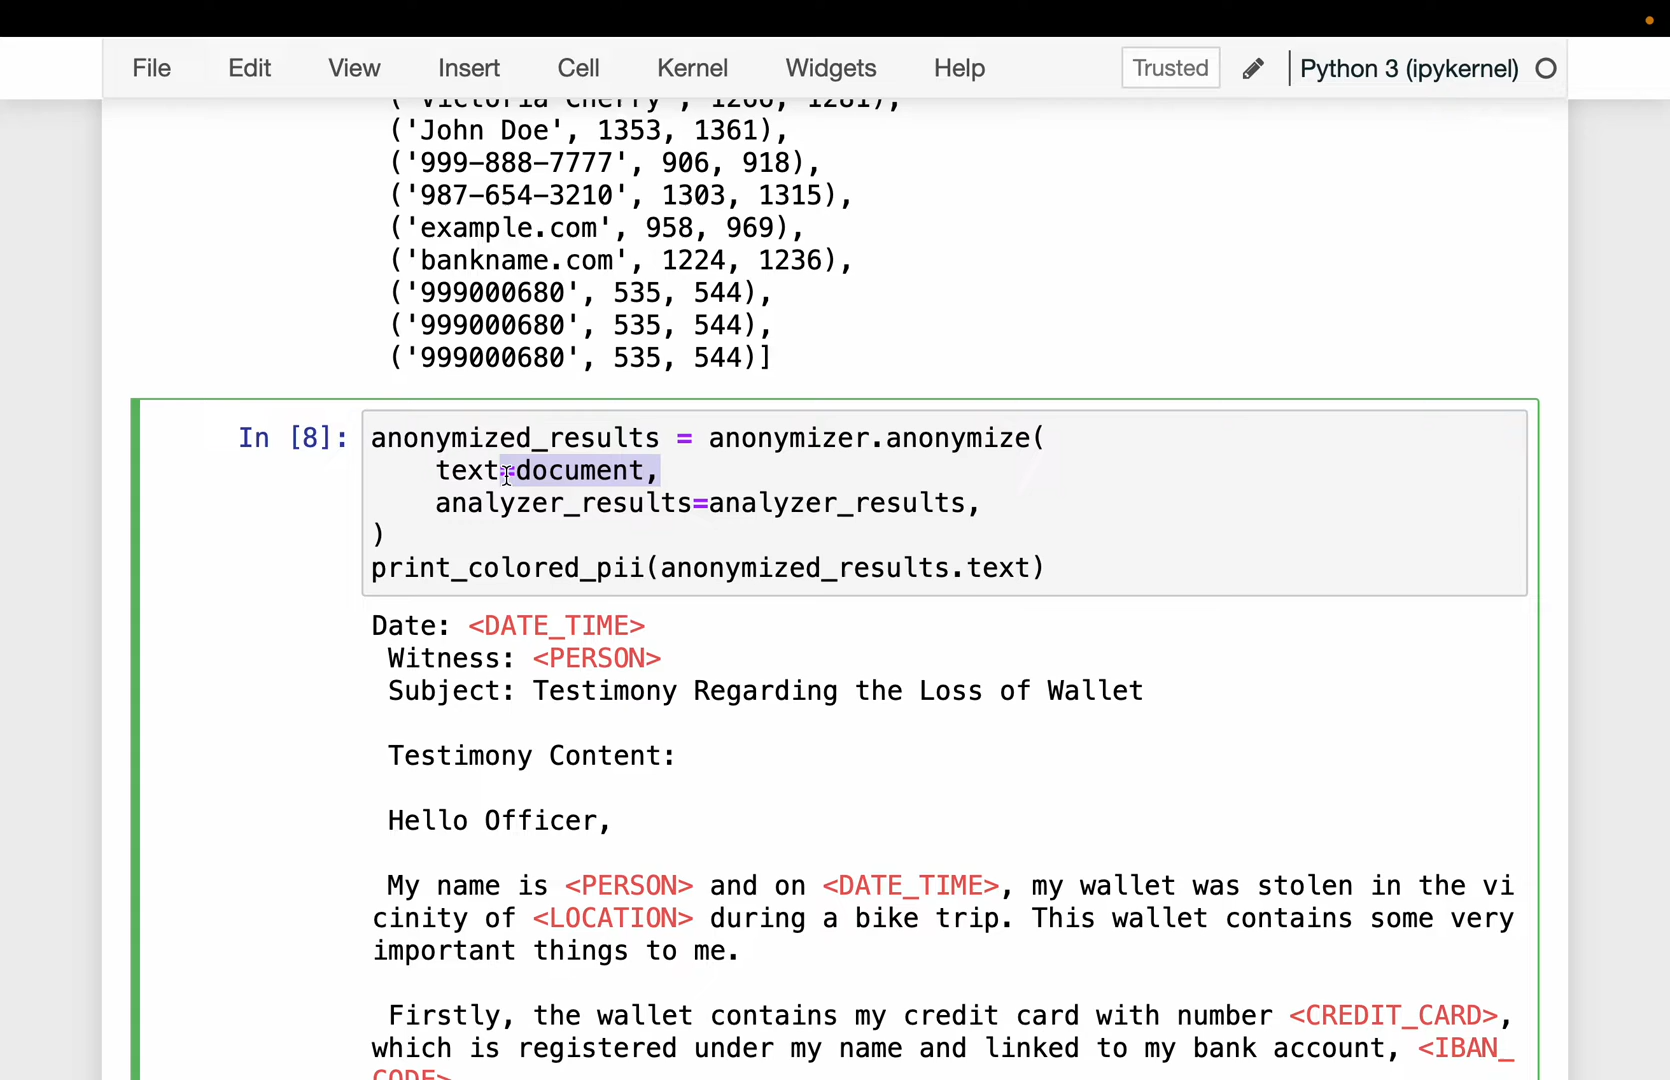 File Edit View Insert Cell Kernel Widgets Help Trusted Python 3 (ipykernel)
('Victoria Cherry', 1266, 1281),
('John Doe', 1353, 1361),
('999-888-7777', 906, 918),
('987-654-3210', 1303, 1315),
('example.com', 958, 969),
('bankname.com', 1224, 1236),
('999000680', 535, 544),
('999000680', 535, 544),
('999000680', 535, 544)]
In [8]: anonymized_results = anonymizer.anonymize(
text=document,
analyzer_results=analyzer_results,
)
print_colored_pii(anonymized_results.text)
Date: <DATE_TIME>
Witness: <PERSON>
Subject: Testimony Regarding the Loss of Wallet
Testimony Content:
Hello Officer,
My name is <PERSON> and on <DATE_TIME>, my wallet was stolen in the vi
cinity of <LOCATION> during a bike trip. This wallet contains some very
important things to me.
Firstly, the wallet contains my credit card with number <CREDIT_CARD>,
which is registered under my name and linked to my bank account, <IBAN_
CODE>.